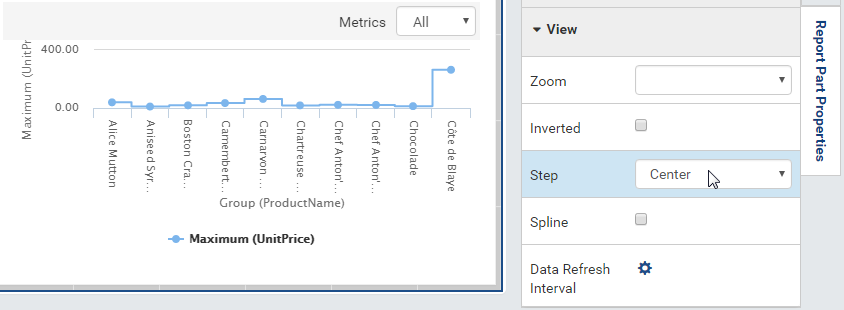 Metrics All
400.00
0.00
Maximum (UnitPr
Alice Mutton
Aniseed Syr...
Boston Cra...
Camembert...
Carnarvon ...
Chartreuse ...
Chef Anton'...
Chef Anton'...
Chocolade
Côte de Blaye
Group (ProductName)
Maximum (UnitPrice)
View
Zoom
Inverted
Step Center
Spline
Data Refresh
Interval
Report Part Properties